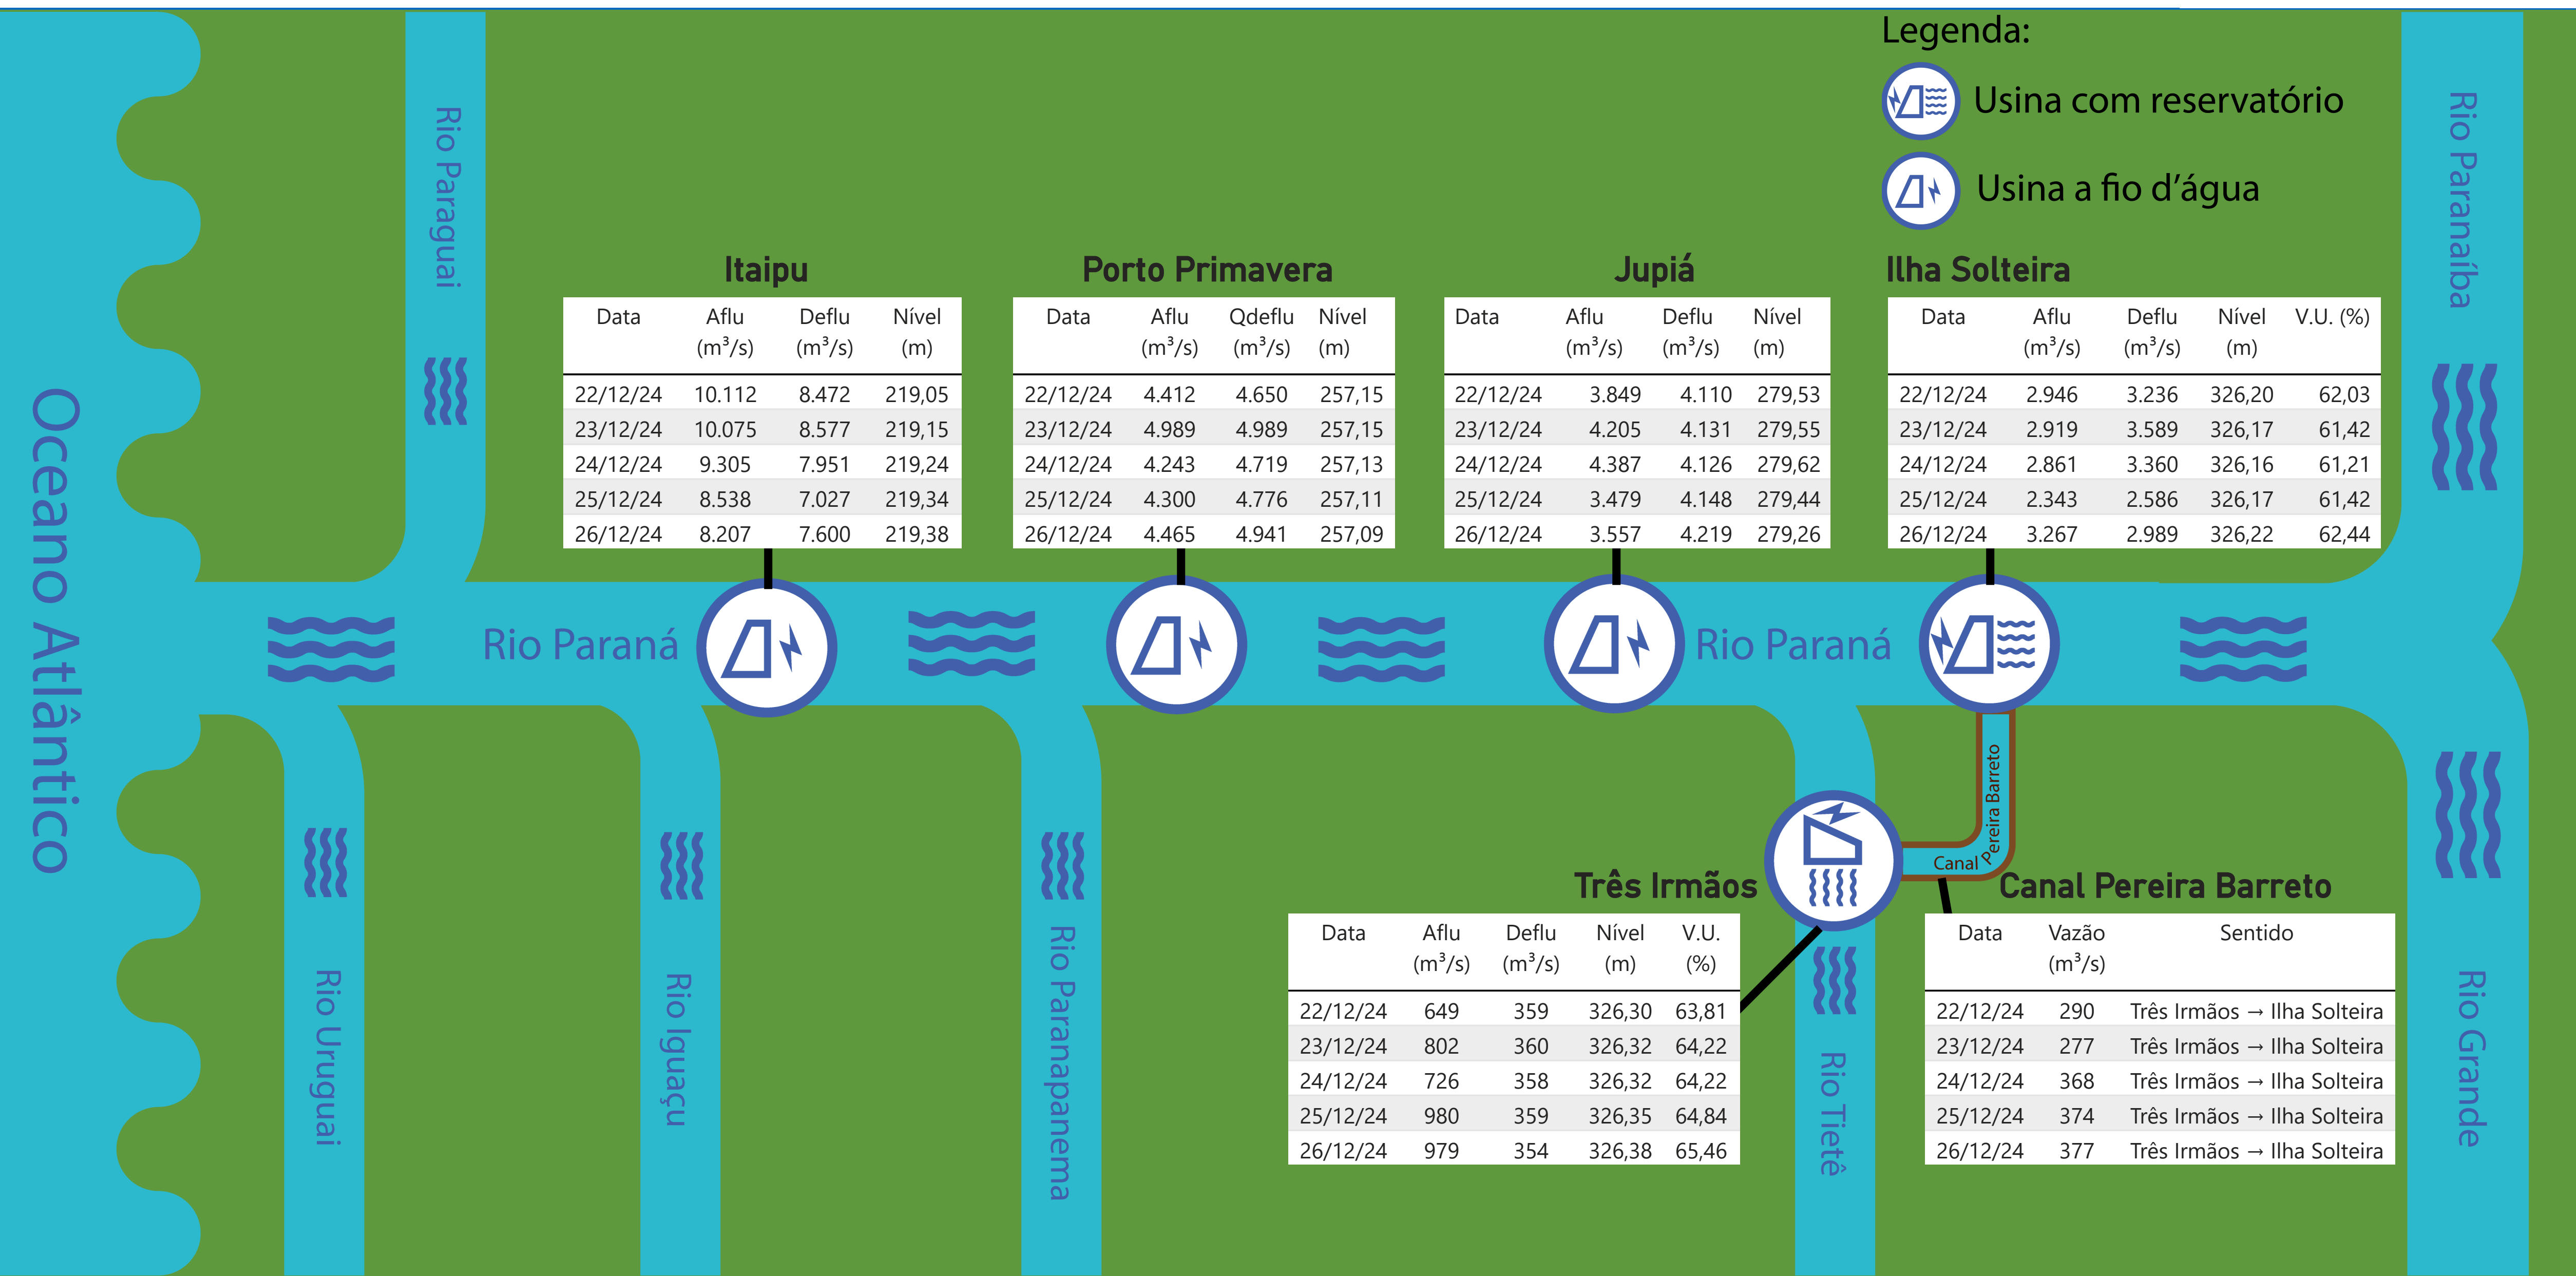 Legenda:
Usina com reservatório
Usina a fio d'água
Oceano Atlântico
Rio Paraguai
Rio Paranaíba
Itaipu
Data Aflu Deflu Nível
(m³/s) (m³/s) (m)
22/12/24 10.112 8.472 219,05
23/12/24 10.075 8.577 219,15
24/12/24 9.305 7.951 219,24
25/12/24 8.538 7.027 219,34
26/12/24 8.207 7.600 219,38
Porto Primavera
Data Aflu Qdeflu Nível
(m³/s) (m³/s) (m)
22/12/24 4.412 4.650 257,15
23/12/24 4.989 4.989 257,15
24/12/24 4.243 4.719 257,13
25/12/24 4.300 4.776 257,11
26/12/24 4.465 4.941 257,09
Jupiá
Data Aflu Deflu Nível
(m³/s) (m³/s) (m)
22/12/24 3.849 4.110 279,53
23/12/24 4.205 4.131 279,55
24/12/24 4.387 4.126 279,62
25/12/24 3.479 4.148 279,44
26/12/24 3.557 4.219 279,26
Ilha Solteira
Data Aflu Deflu Nível V.U. (%)
(m³/s) (m³/s) (m)
22/12/24 2.946 3.236 326,20 62,03
23/12/24 2.919 3.589 326,17 61,42
24/12/24 2.861 3.360 326,16 61,21
25/12/24 2.343 2.586 326,17 61,42
26/12/24 3.267 2.989 326,22 62,44
Rio Paraná
Rio Paraná
Canal Pereira Barreto
Três Irmãos
Data Aflu Deflu Nível V.U.
(m³/s) (m³/s) (m) (%)
22/12/24 649 359 326,30 63,81
23/12/24 802 360 326,32 64,22
24/12/24 726 358 326,32 64,22
25/12/24 980 359 326,35 64,84
26/12/24 979 354 326,38 65,46
Canal Pereira Barreto
Data Vazão Sentido
(m³/s)
22/12/24 290 Três Irmãos → Ilha Solteira
23/12/24 277 Três Irmãos → Ilha Solteira
24/12/24 368 Três Irmãos → Ilha Solteira
25/12/24 374 Três Irmãos → Ilha Solteira
26/12/24 377 Três Irmãos → Ilha Solteira
Rio Uruguai
Rio Iguaçu
Rio Paranapanema
Rio Tietê
Rio Grande